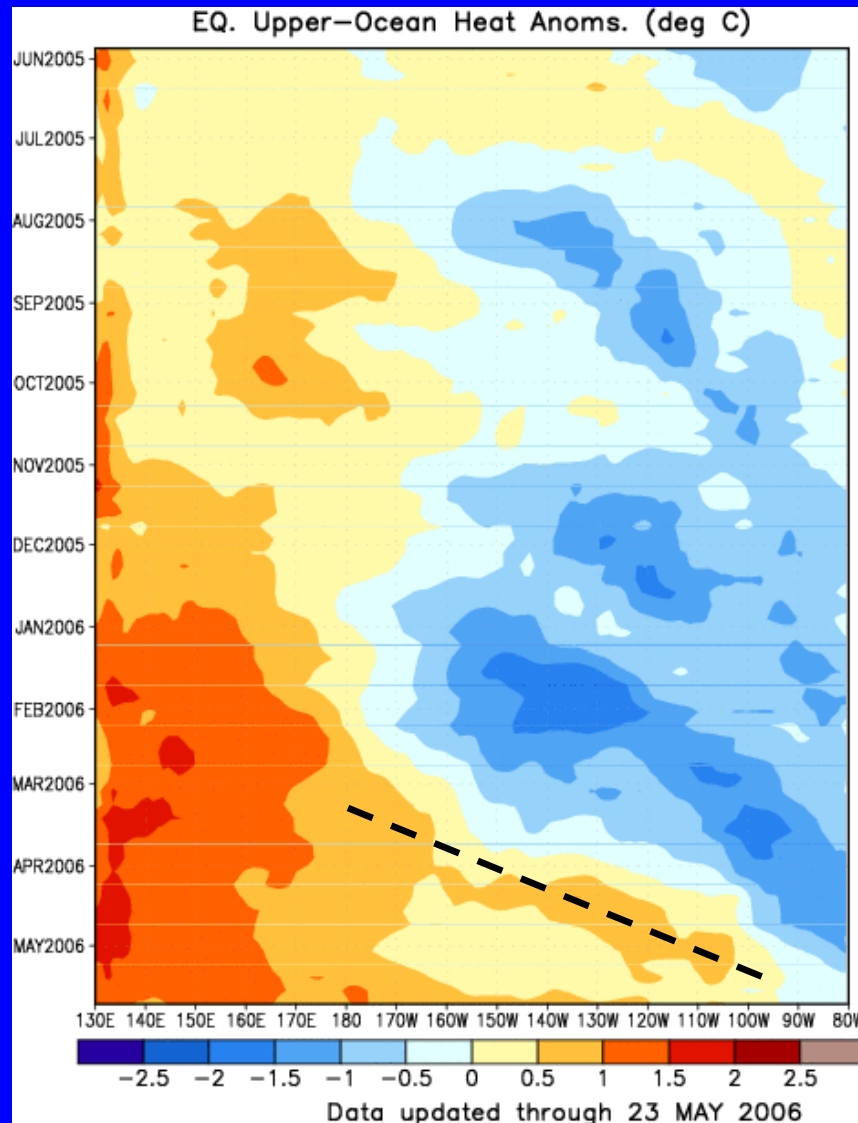 EQ. Upper-Ocean Heat Anoms. (deg C)
JUN2005
JUL2005
AUG2005
SEP2005
OCT2005
NOV2005
DEC2005
JAN2006
FEB2006
MAR2006
APR2006
MAY2006
130E 140E 150E 160E 170E 180 170W 160W 150W 140W 130W 120W 110W 100W 90W 80W
-2.5 -2 -1.5 -1 -0.5 0 0.5 1 1.5 2 2.5
Data updated through 23 MAY 2006